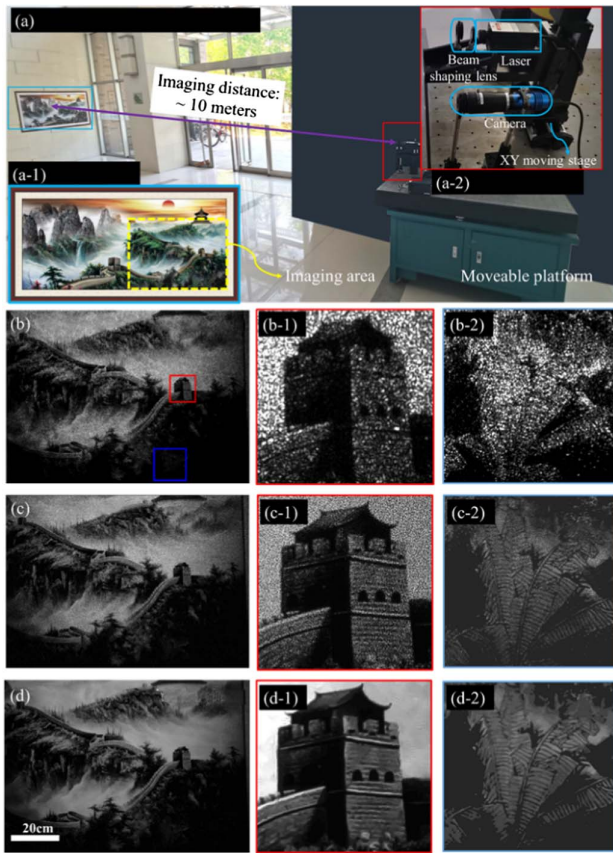 (a)
Imaging distance:
~ 10 meters
Beam
shaping lens
Laser
Camera
XY moving stage
(a-1)
(a-2)
Imaging area
Moveable platform
(b)
(b-1)
(b-2)
(c)
(c-1)
(c-2)
(d)
(d-1)
(d-2)
20cm